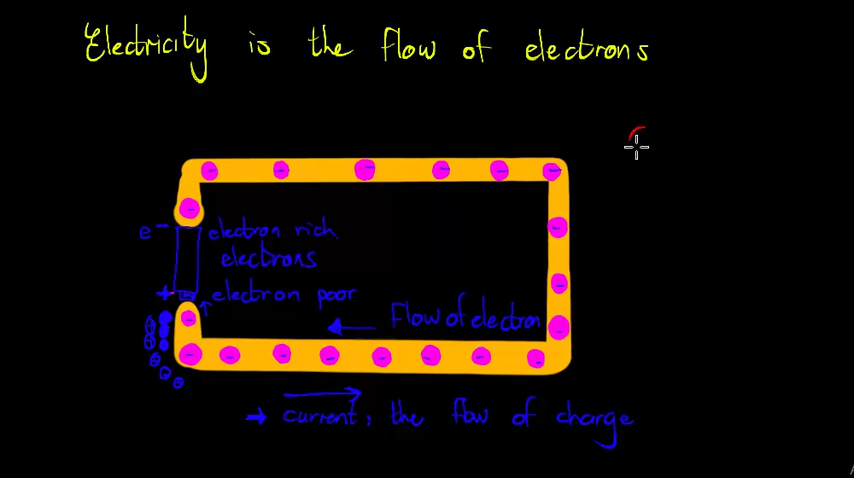 Electricity is the flow of electrons
e⁻ electron rich
electrons
+ electron poor
Flow of electron
→ current, the flow of charge